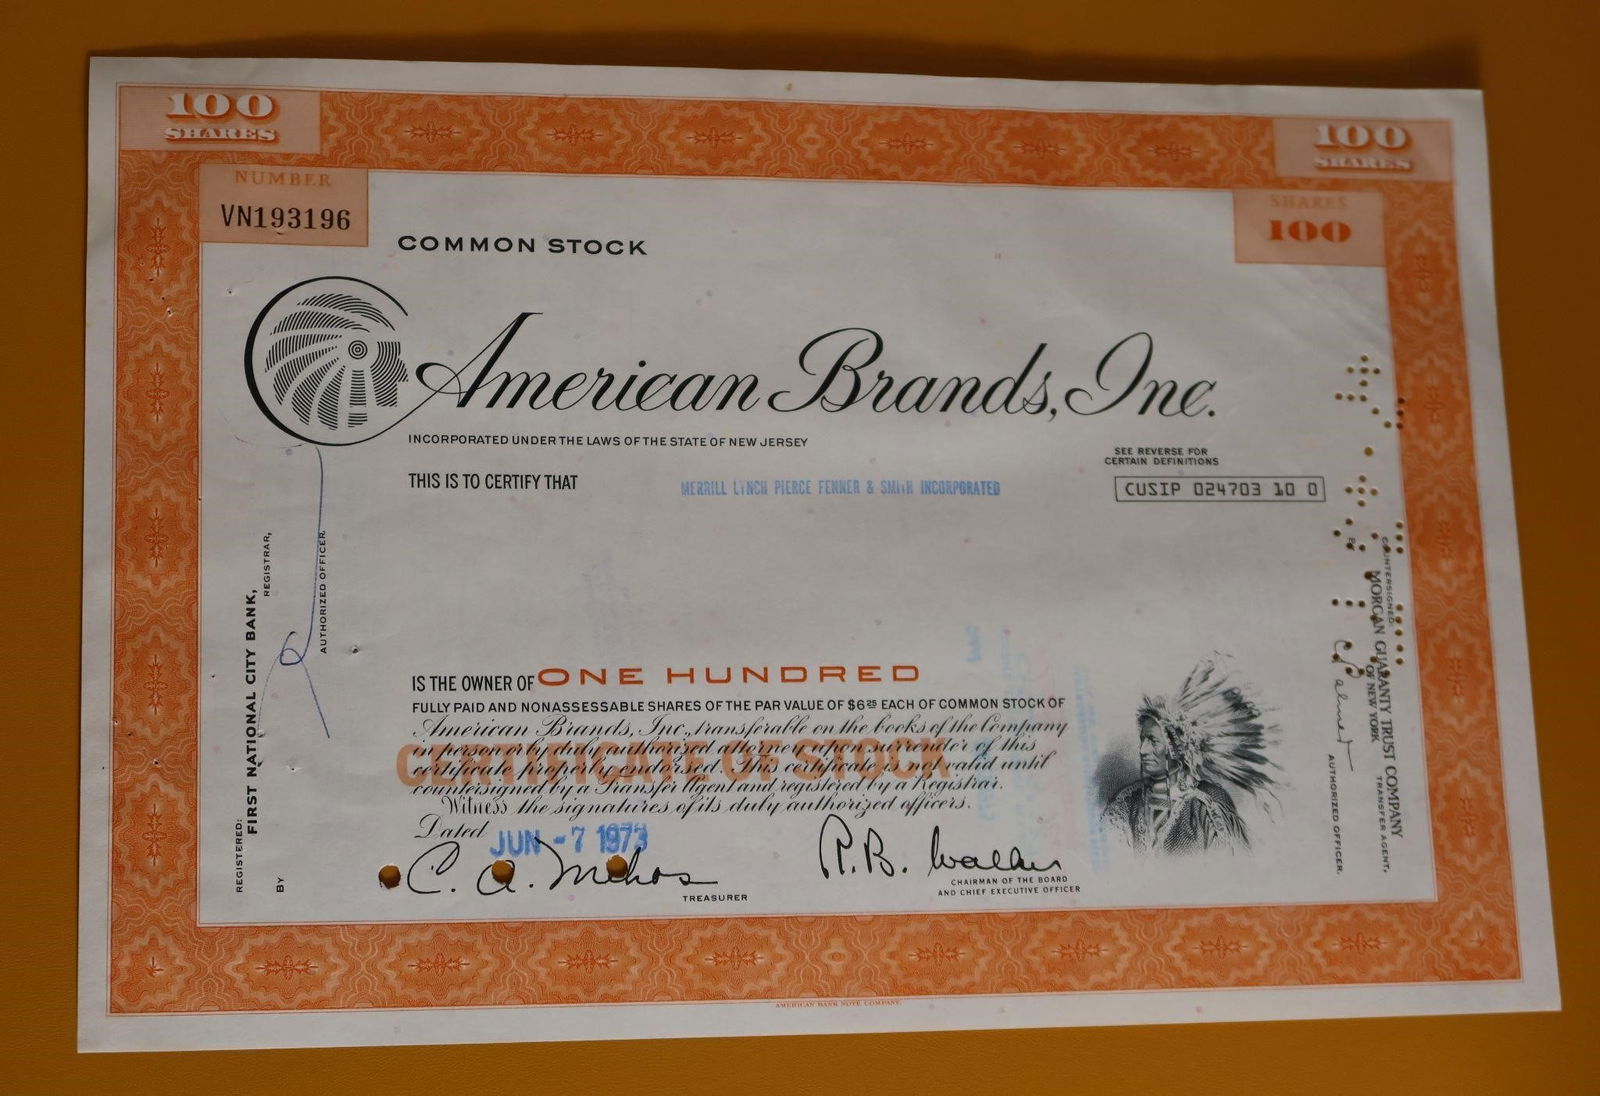 100
SHARES
100
SHARES
NUMBER
VN193196
SHARES
100
COMMON STOCK
American Brands, Inc.
INCORPORATED UNDER THE LAWS OF THE STATE OF NEW JERSEY
SEE REVERSE FOR
CERTAIN DEFINITIONS
THIS IS TO CERTIFY THAT
MERRILL LYNCH PIERCE FENNER & SMITH INCORPORATED
CUSIP 024703 10 0
IS THE OWNER OF ONE HUNDRED
FULLY PAID AND NONASSESSABLE SHARES OF THE PAR VALUE OF $6.25 EACH OF COMMON STOCK OF
American Brands, Inc., transferable on the books of the Company
in person or by duly authorized attorney upon surrender of this
certificate properly endorsed. This certificate is not valid until
countersigned by a Transfer Agent and registered by a Registrar.
Witness the signatures of its duly authorized officers.
CERTIFICATE OF STOCK
Dated JUN -7 1973
C. A. Mehos
TREASURER
R. B. Walker
CHAIRMAN OF THE BOARD
AND CHIEF EXECUTIVE OFFICER
REGISTERED:
FIRST NATIONAL CITY BANK,
REGISTRAR,
BY
AUTHORIZED OFFICER.
COUNTERSIGNED:
MORGAN GUARANTY TRUST COMPANY
OF NEW YORK
TRANSFER AGENT,
BY
AUTHORIZED OFFICER.
AMERICAN BANK NOTE COMPANY.